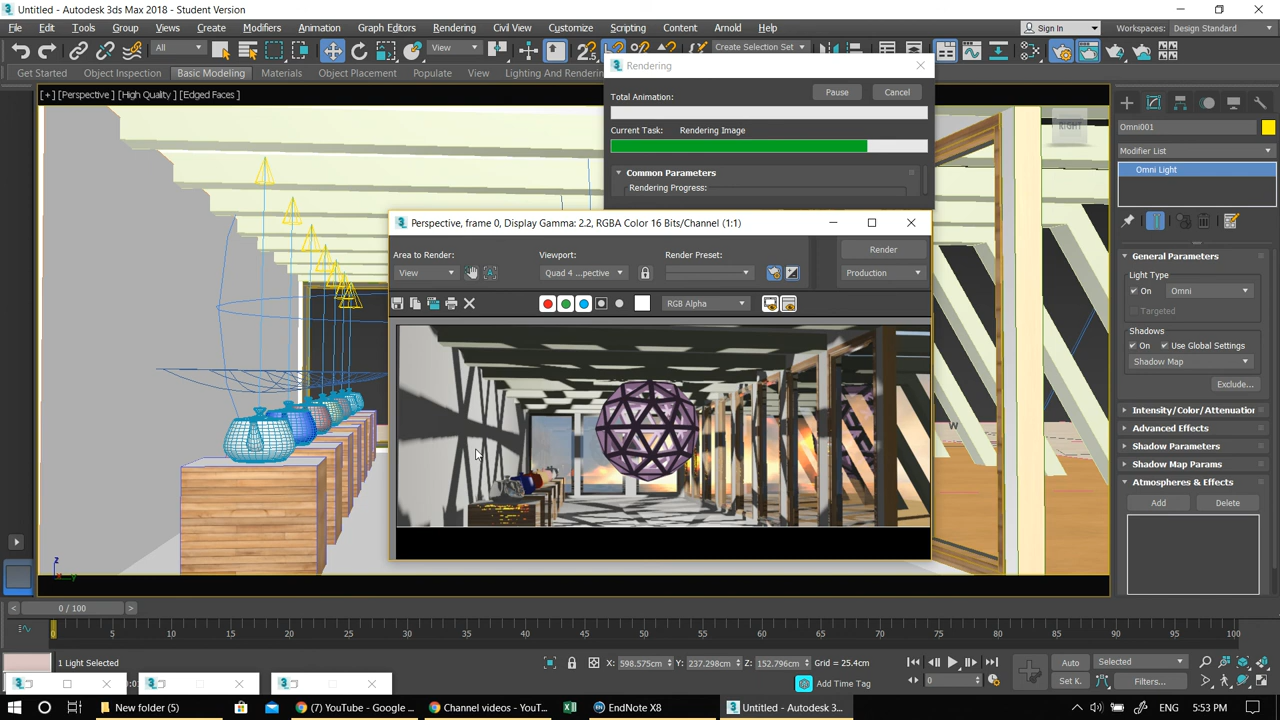 Untitled - Autodesk 3ds Max 2018 - Student Version
File Edit Tools Group Views Create Modifiers Animation Graph Editors Rendering Civil View Customize Scripting Content Arnold Help Sign In Workspaces: Design Standard
All View Create Selection Set
Get Started Object Inspection Basic Modeling Materials Object Placement Populate View Lighting And Renderin
[+] [Perspective] [High Quality] [Edged Faces]
Rendering
Total Animation: Pause Cancel
Current Task: Rendering Image
Common Parameters
Rendering Progress:
Perspective, frame 0, Display Gamma: 2.2, RGBA Color 16 Bits/Channel (1:1)
Area to Render: Viewport: Render Preset: Render
View Quad 4 ...pective Production
RGB Alpha
RIGHT
Omni001
Modifier List
Omni Light
General Parameters
Light Type
On Omni
Targeted
Shadows
On Use Global Settings
Shadow Map
Exclude...
Intensity/Color/Attenuation
Advanced Effects
Shadow Parameters
Shadow Map Params
Atmospheres & Effects
Add Delete
W
z
x y
0 / 100
0 5 10 15 20 25 30 35 40 45 50 55 60 65 70 75 80 85 90 95 100
1 Light Selected X: 598.575cm Y: 237.298cm Z: 152.796cm Grid = 25.4cm Auto Selected
Add Time Tag 0 Set K. Filters...
New folder (5) (7) YouTube - Google ... Channel videos - YouT... EndNote X8 Untitled - Autodesk 3... ENG 5:53 PM